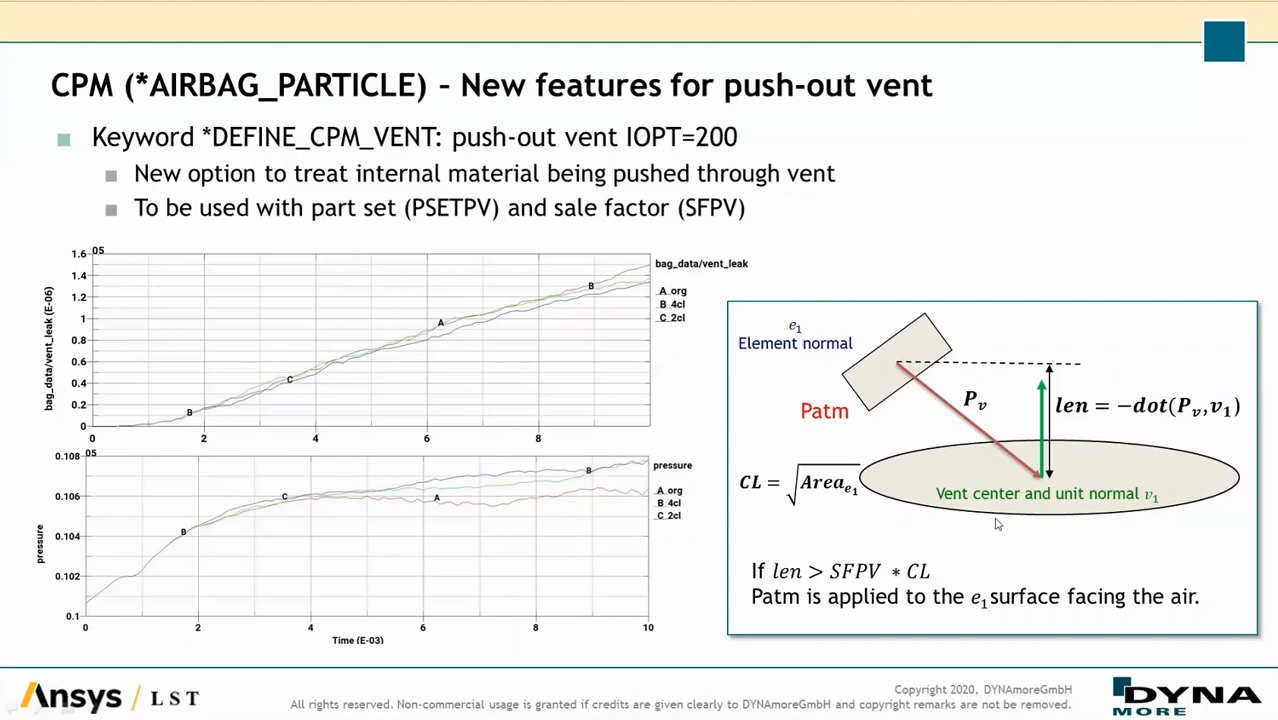 CPM (*AIRBAG_PARTICLE) – New features for push-out vent
Keyword *DEFINE_CPM_VENT: push-out vent IOPT=200
New option to treat internal material being pushed through vent
To be used with part set (PSETPV) and sale factor (SFPV)
05
1.6
1.4
1.2
1
0.8
0.6
0.4
0.2
0
0 2 4 6 8
bag_data/vent_leak (E-06)
B C A B
bag_data/vent_leak
A org
B 4cl
C 2cl
05
0.108
0.106
0.104
0.102
0.1
0 2 4 6 8 10
pressure
Time (E-03)
B C A B
pressure
A org
B 4cl
C 2cl
e₁
Element normal
Patm
Pᵥ
len = −dot(Pᵥ,v₁)
CL = √Area_e₁
Vent center and unit normal v₁
If len > SFPV ∗ CL
Patm is applied to the e₁surface facing the air.
Ansys / LST
Copyright 2020, DYNAmoreGmbH
All rights reserved. Non-commercial usage is granted if credits are given clearly to DYNAmoreGmbH and copyright remarks are not be removed.
DYNA
MORE